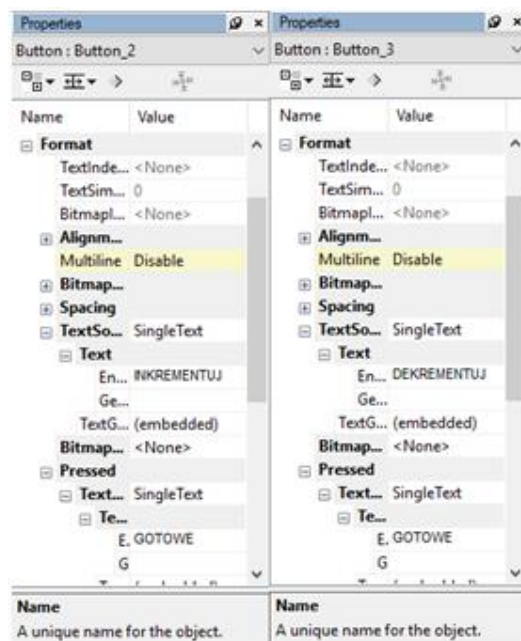 Properties
Button : Button_2
Name Value
Format
TextInde... <None>
TextSim... 0
Bitmapl... <None>
Alignm...
Multiline Disable
Bitmap...
Spacing
TextSo... SingleText
Text
En... INKREMENTUJ
Ge...
TextG... (embedded)
Bitmap... <None>
Pressed
Text... SingleText
Te...
E. GOTOWE
G
Name
A unique name for the object.
Properties
Button : Button_3
Name Value
Format
TextInde... <None>
TextSim... 0
Bitmapl... <None>
Alignm...
Multiline Disable
Bitmap...
Spacing
TextSo... SingleText
Text
En... DEKREMENTUJ
Ge...
TextG... (embedded)
Bitmap... <None>
Pressed
Text... SingleText
Te...
E. GOTOWE
G
Name
A unique name for the object.